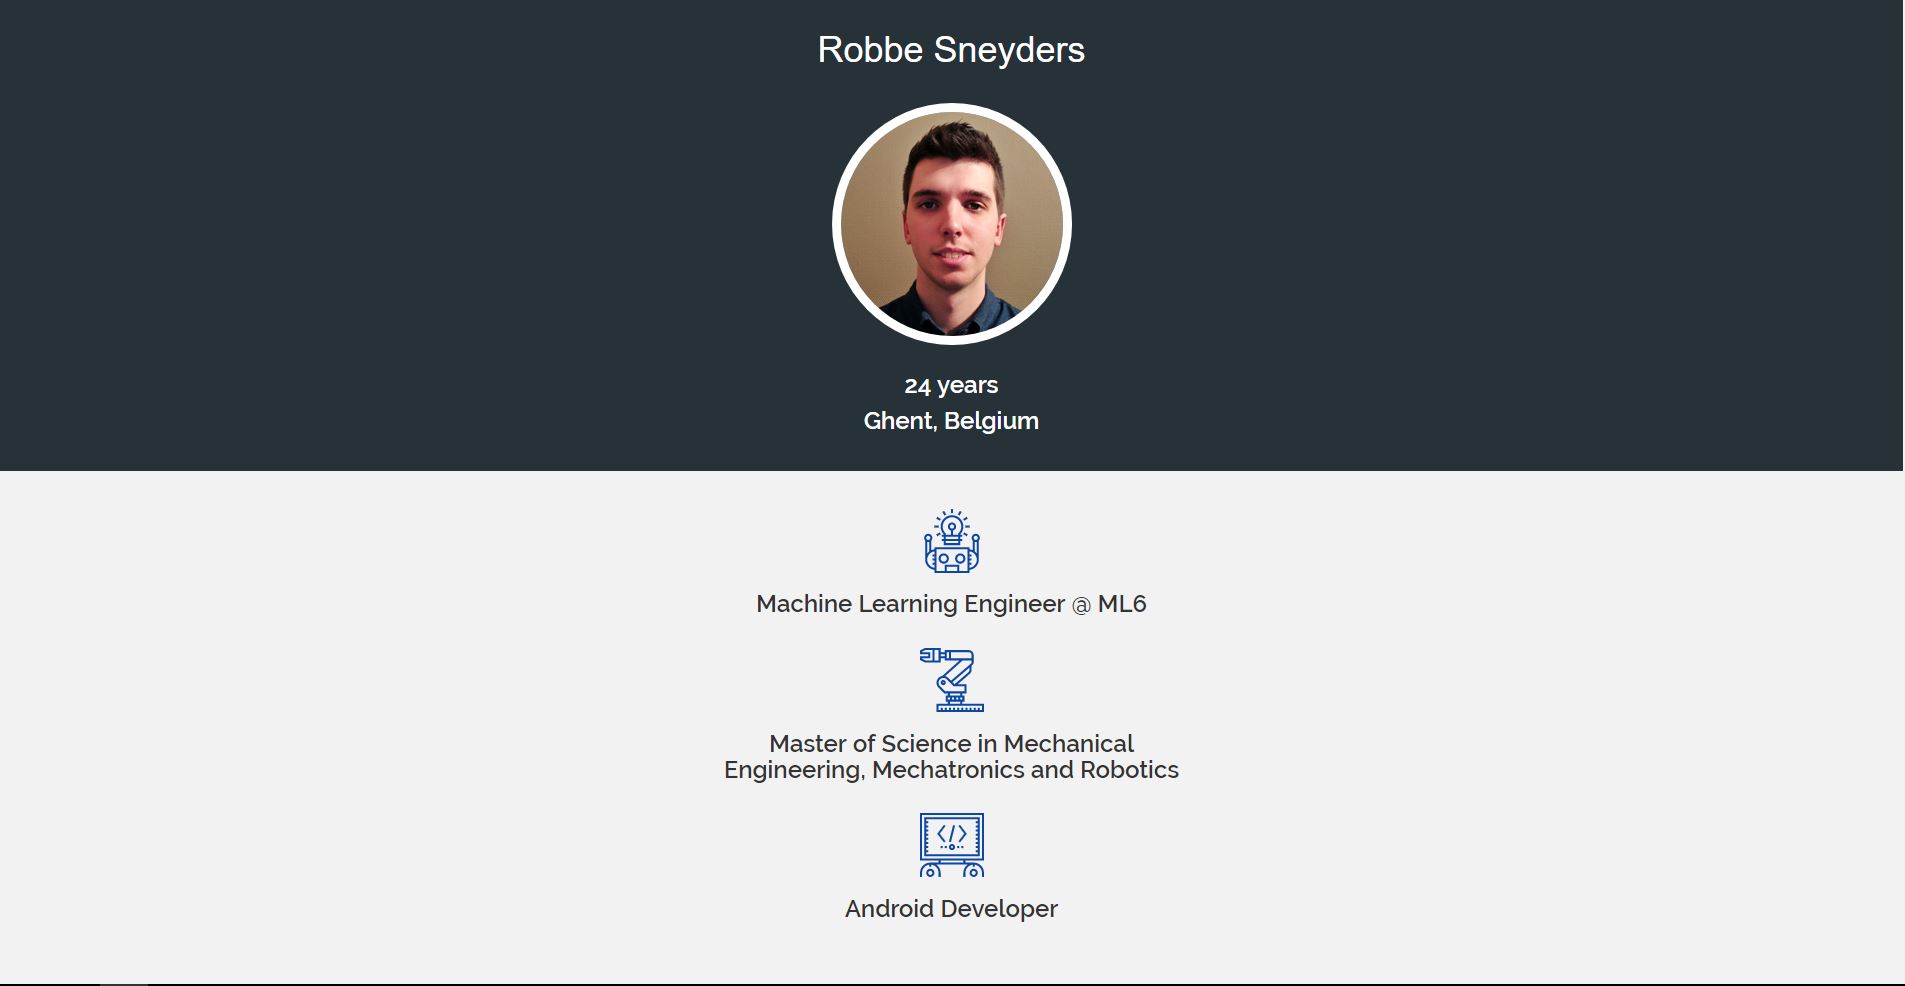 Robbe Sneyders
24 years
Ghent, Belgium
Machine Learning Engineer @ ML6
Master of Science in Mechanical
Engineering, Mechatronics and Robotics
</>
Android Developer